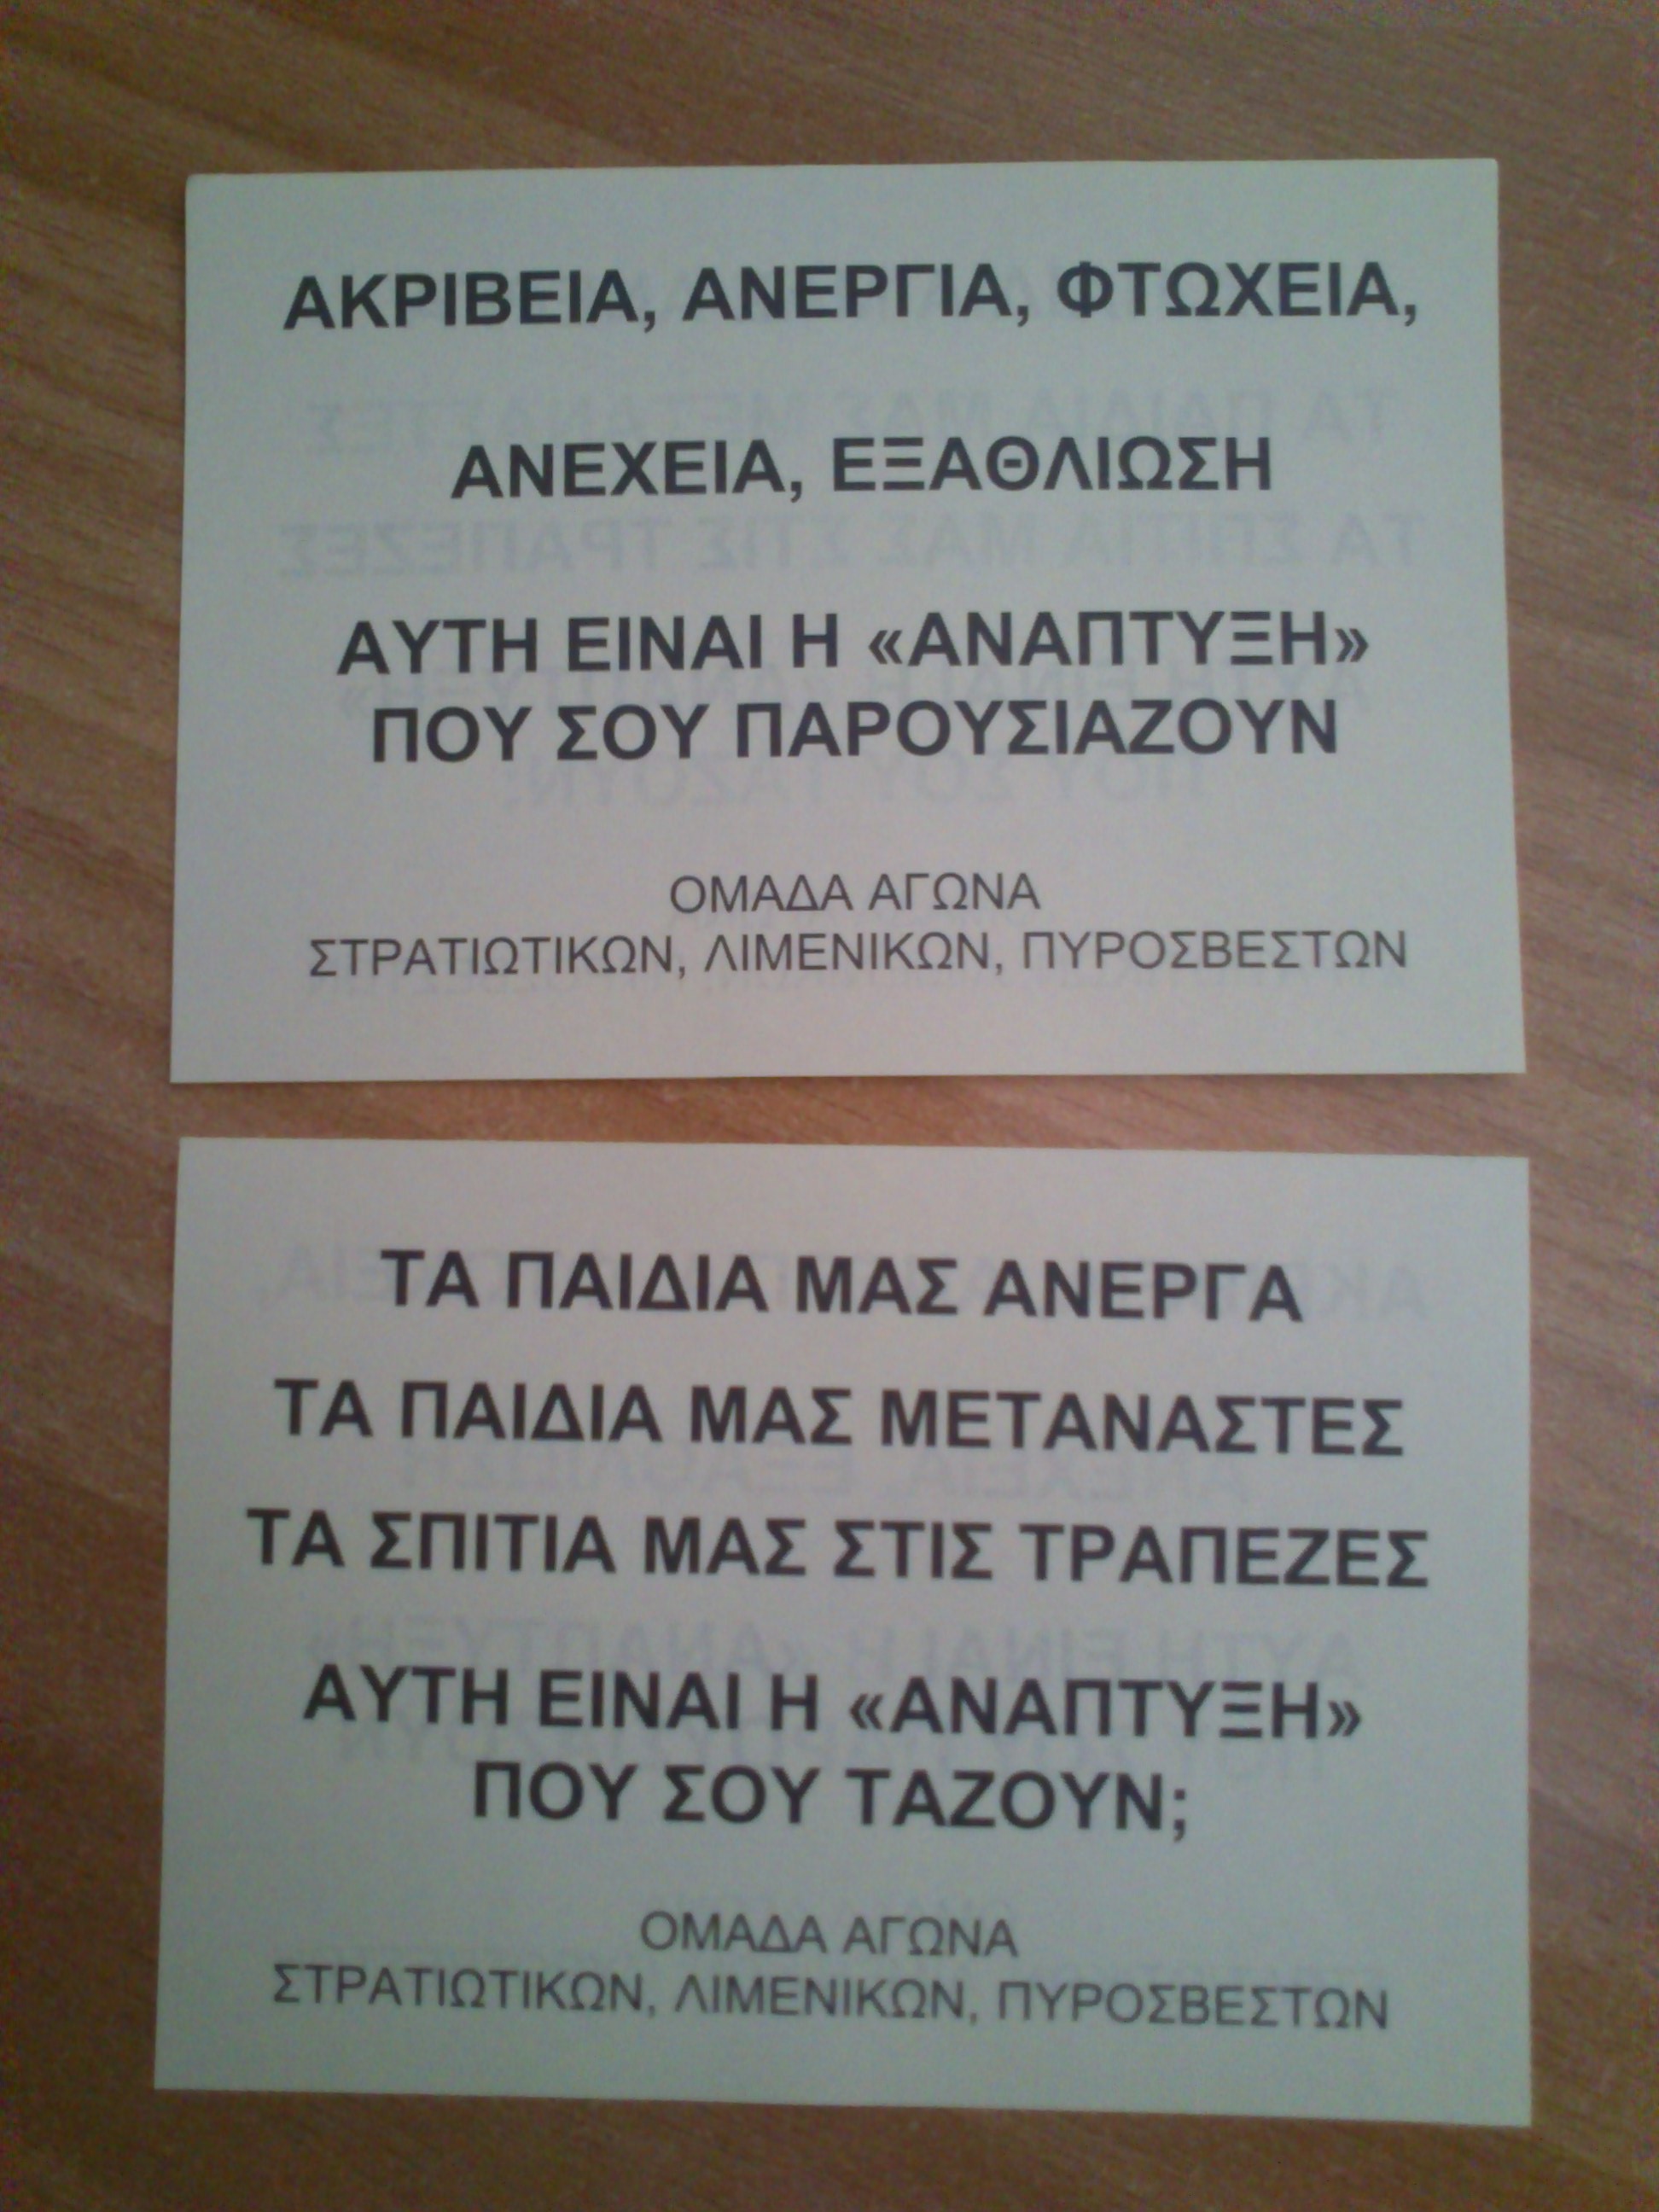 ΑΚΡΙΒΕΙΑ, ΑΝΕΡΓΙΑ, ΦΤΩΧΕΙΑ,
ΑΝΕΧΕΙΑ, ΕΞΑΘΛΙΩΣΗ
ΑΥΤΗ ΕΙΝΑΙ Η «ΑΝΑΠΤΥΞΗ»
ΠΟΥ ΣΟΥ ΠΑΡΟΥΣΙΑΖΟΥΝ
ΟΜΑΔΑ ΑΓΩΝΑ
ΣΤΡΑΤΙΩΤΙΚΩΝ, ΛΙΜΕΝΙΚΩΝ, ΠΥΡΟΣΒΕΣΤΩΝ
ΤΑ ΠΑΙΔΙΑ ΜΑΣ ΑΝΕΡΓΑ
ΤΑ ΠΑΙΔΙΑ ΜΑΣ ΜΕΤΑΝΑΣΤΕΣ
ΤΑ ΣΠΙΤΙΑ ΜΑΣ ΣΤΙΣ ΤΡΑΠΕΖΕΣ
ΑΥΤΗ ΕΙΝΑΙ Η «ΑΝΑΠΤΥΞΗ»
ΠΟΥ ΣΟΥ ΤΑΖΟΥΝ;
ΟΜΑΔΑ ΑΓΩΝΑ
ΣΤΡΑΤΙΩΤΙΚΩΝ, ΛΙΜΕΝΙΚΩΝ, ΠΥΡΟΣΒΕΣΤΩΝ